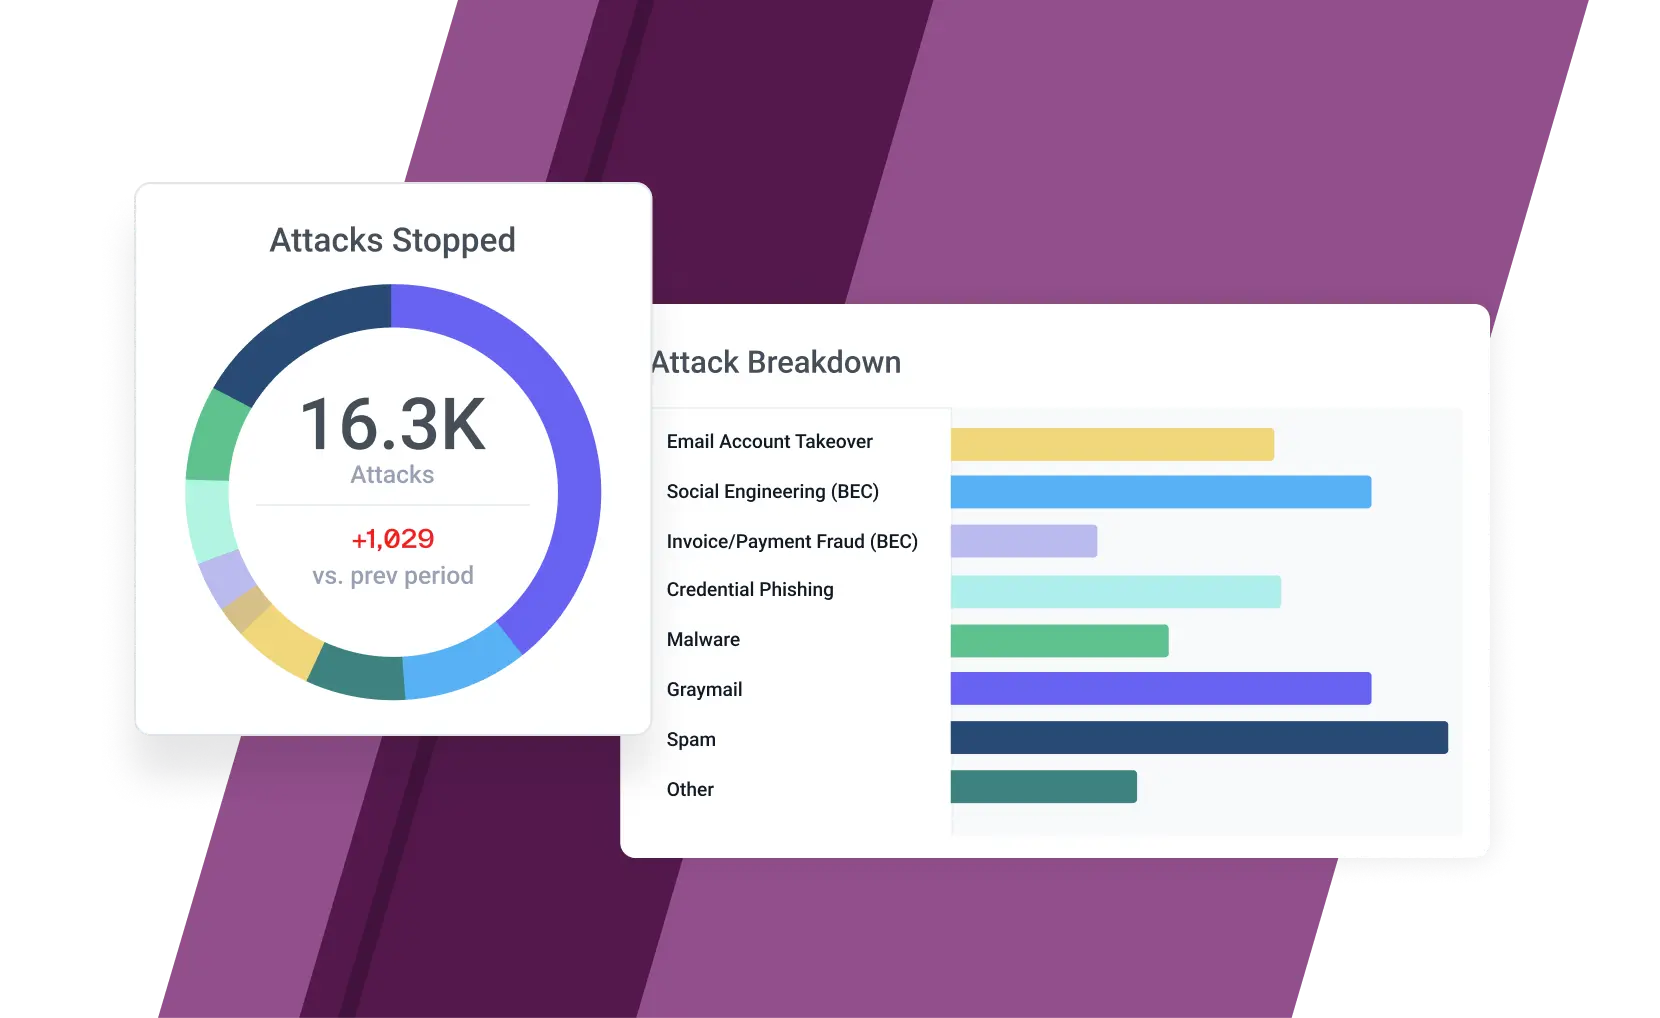 Attacks Stopped
16.3K
Attacks
+1,029
vs. prev period
Attack Breakdown
Email Account Takeover
Social Engineering (BEC)
Invoice/Payment Fraud (BEC)
Credential Phishing
Malware
Graymail
Spam
Other